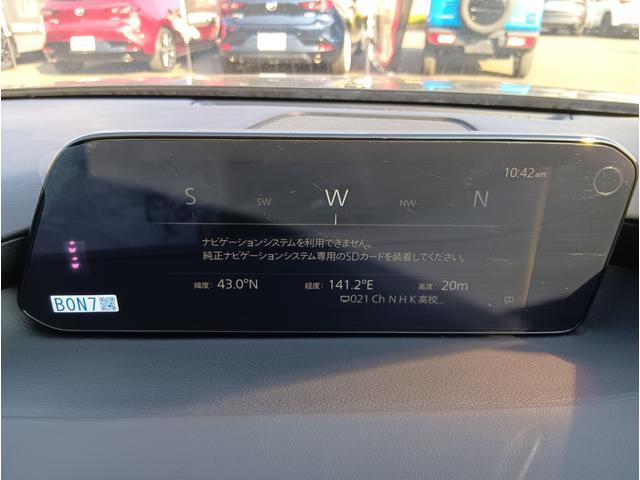 10:42 am
S SW W NW N
ナビゲーションシステムを利用できません。
純正ナビゲーションシステム専用のSDカードを装着してください。
緯度: 43.0°N 経度: 141.2°E 高度: 20m
021 Ch NHK高校...
BON7